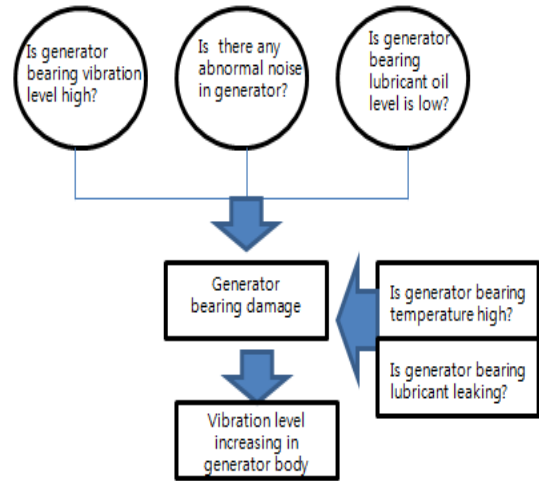 Is generator
bearing vibration
level high?
Is there any
abnormal noise
in generator?
Is generator
bearing
lubricant oil
level is low?
Generator
bearing damage
Is generator bearing
temperature high?
Is generator bearing
lubricant leaking?
Vibration level
increasing in
generator body